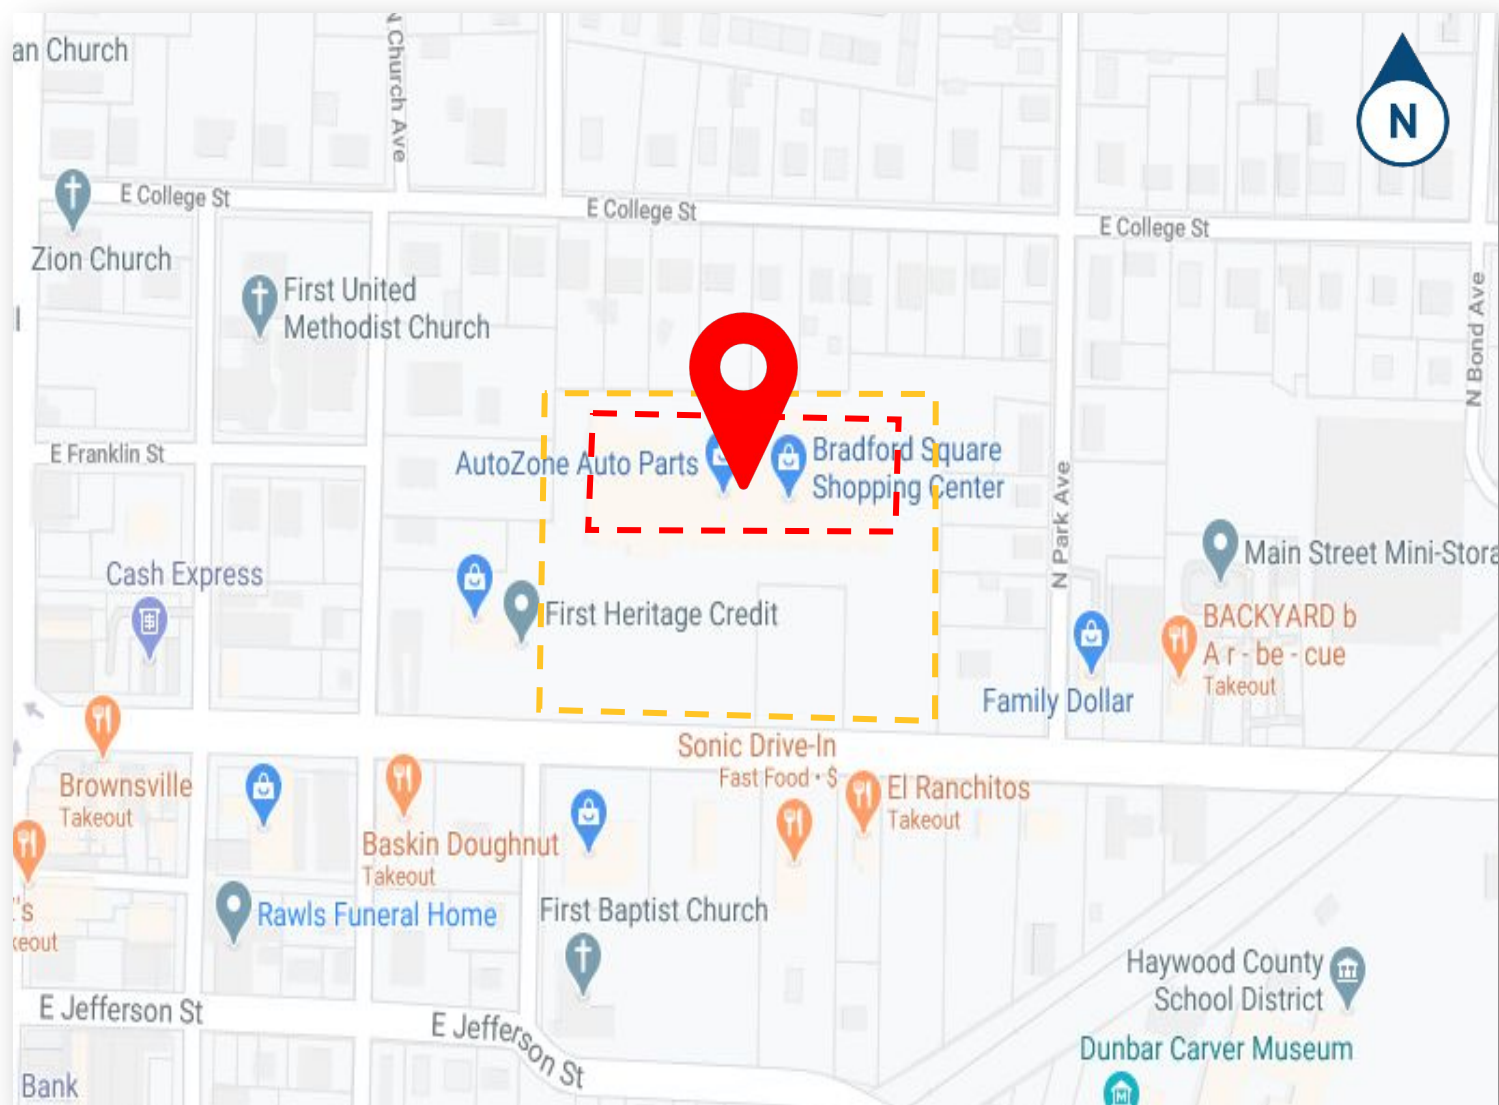 an Church
N Church Ave
N
E College St
E College St
E College St
Zion Church
First United
Methodist Church
N Bond Ave
E Franklin St
AutoZone Auto Parts
Bradford Square
Shopping Center
N Park Ave
Main Street Mini-Stora
Cash Express
First Heritage Credit
BACKYARD b
A r - be - cue
Takeout
Family Dollar
Sonic Drive-In
Fast Food • $
Brownsville
Takeout
El Ranchitos
Takeout
Baskin Doughnut
Takeout
's
keout
Rawls Funeral Home
First Baptist Church
Haywood County
School District
E Jefferson St
E Jefferson St
Dunbar Carver Museum
Bank